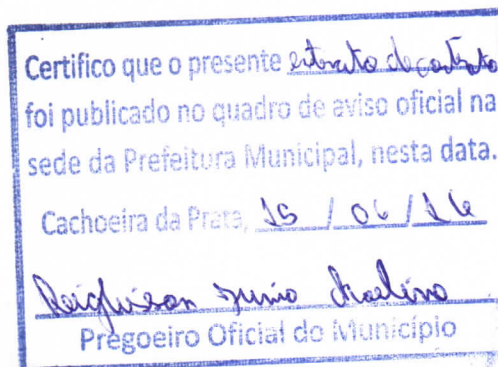 Certifico que o presente extrato de contrato
foi publicado no quadro de aviso oficial na
sede da Prefeitura Municipal, nesta data.
Cachoeira da Prata, 15 / 06 / 16
Junio
Pregoeiro Oficial do Município